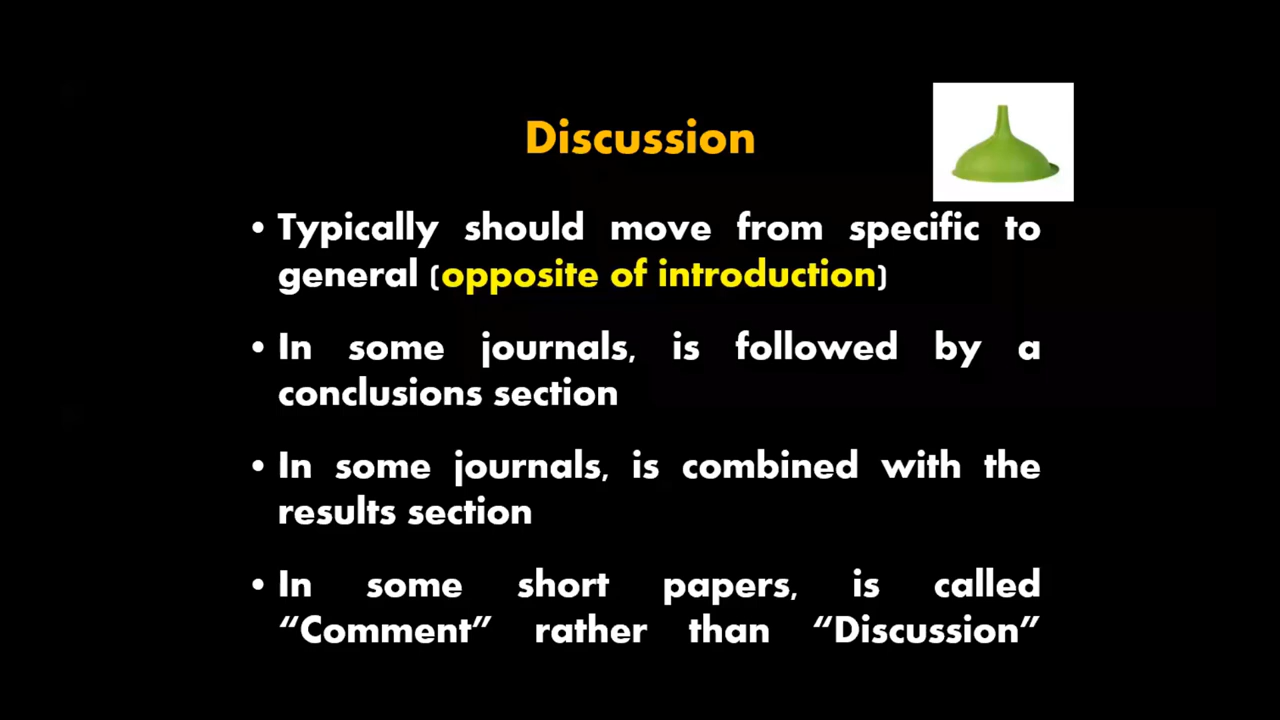 Discussion
• Typically should move from specific to
general (opposite of introduction)
• In some journals, is followed by a
conclusions section
• In some journals, is combined with the
results section
• In some short papers, is called
“Comment” rather than “Discussion”